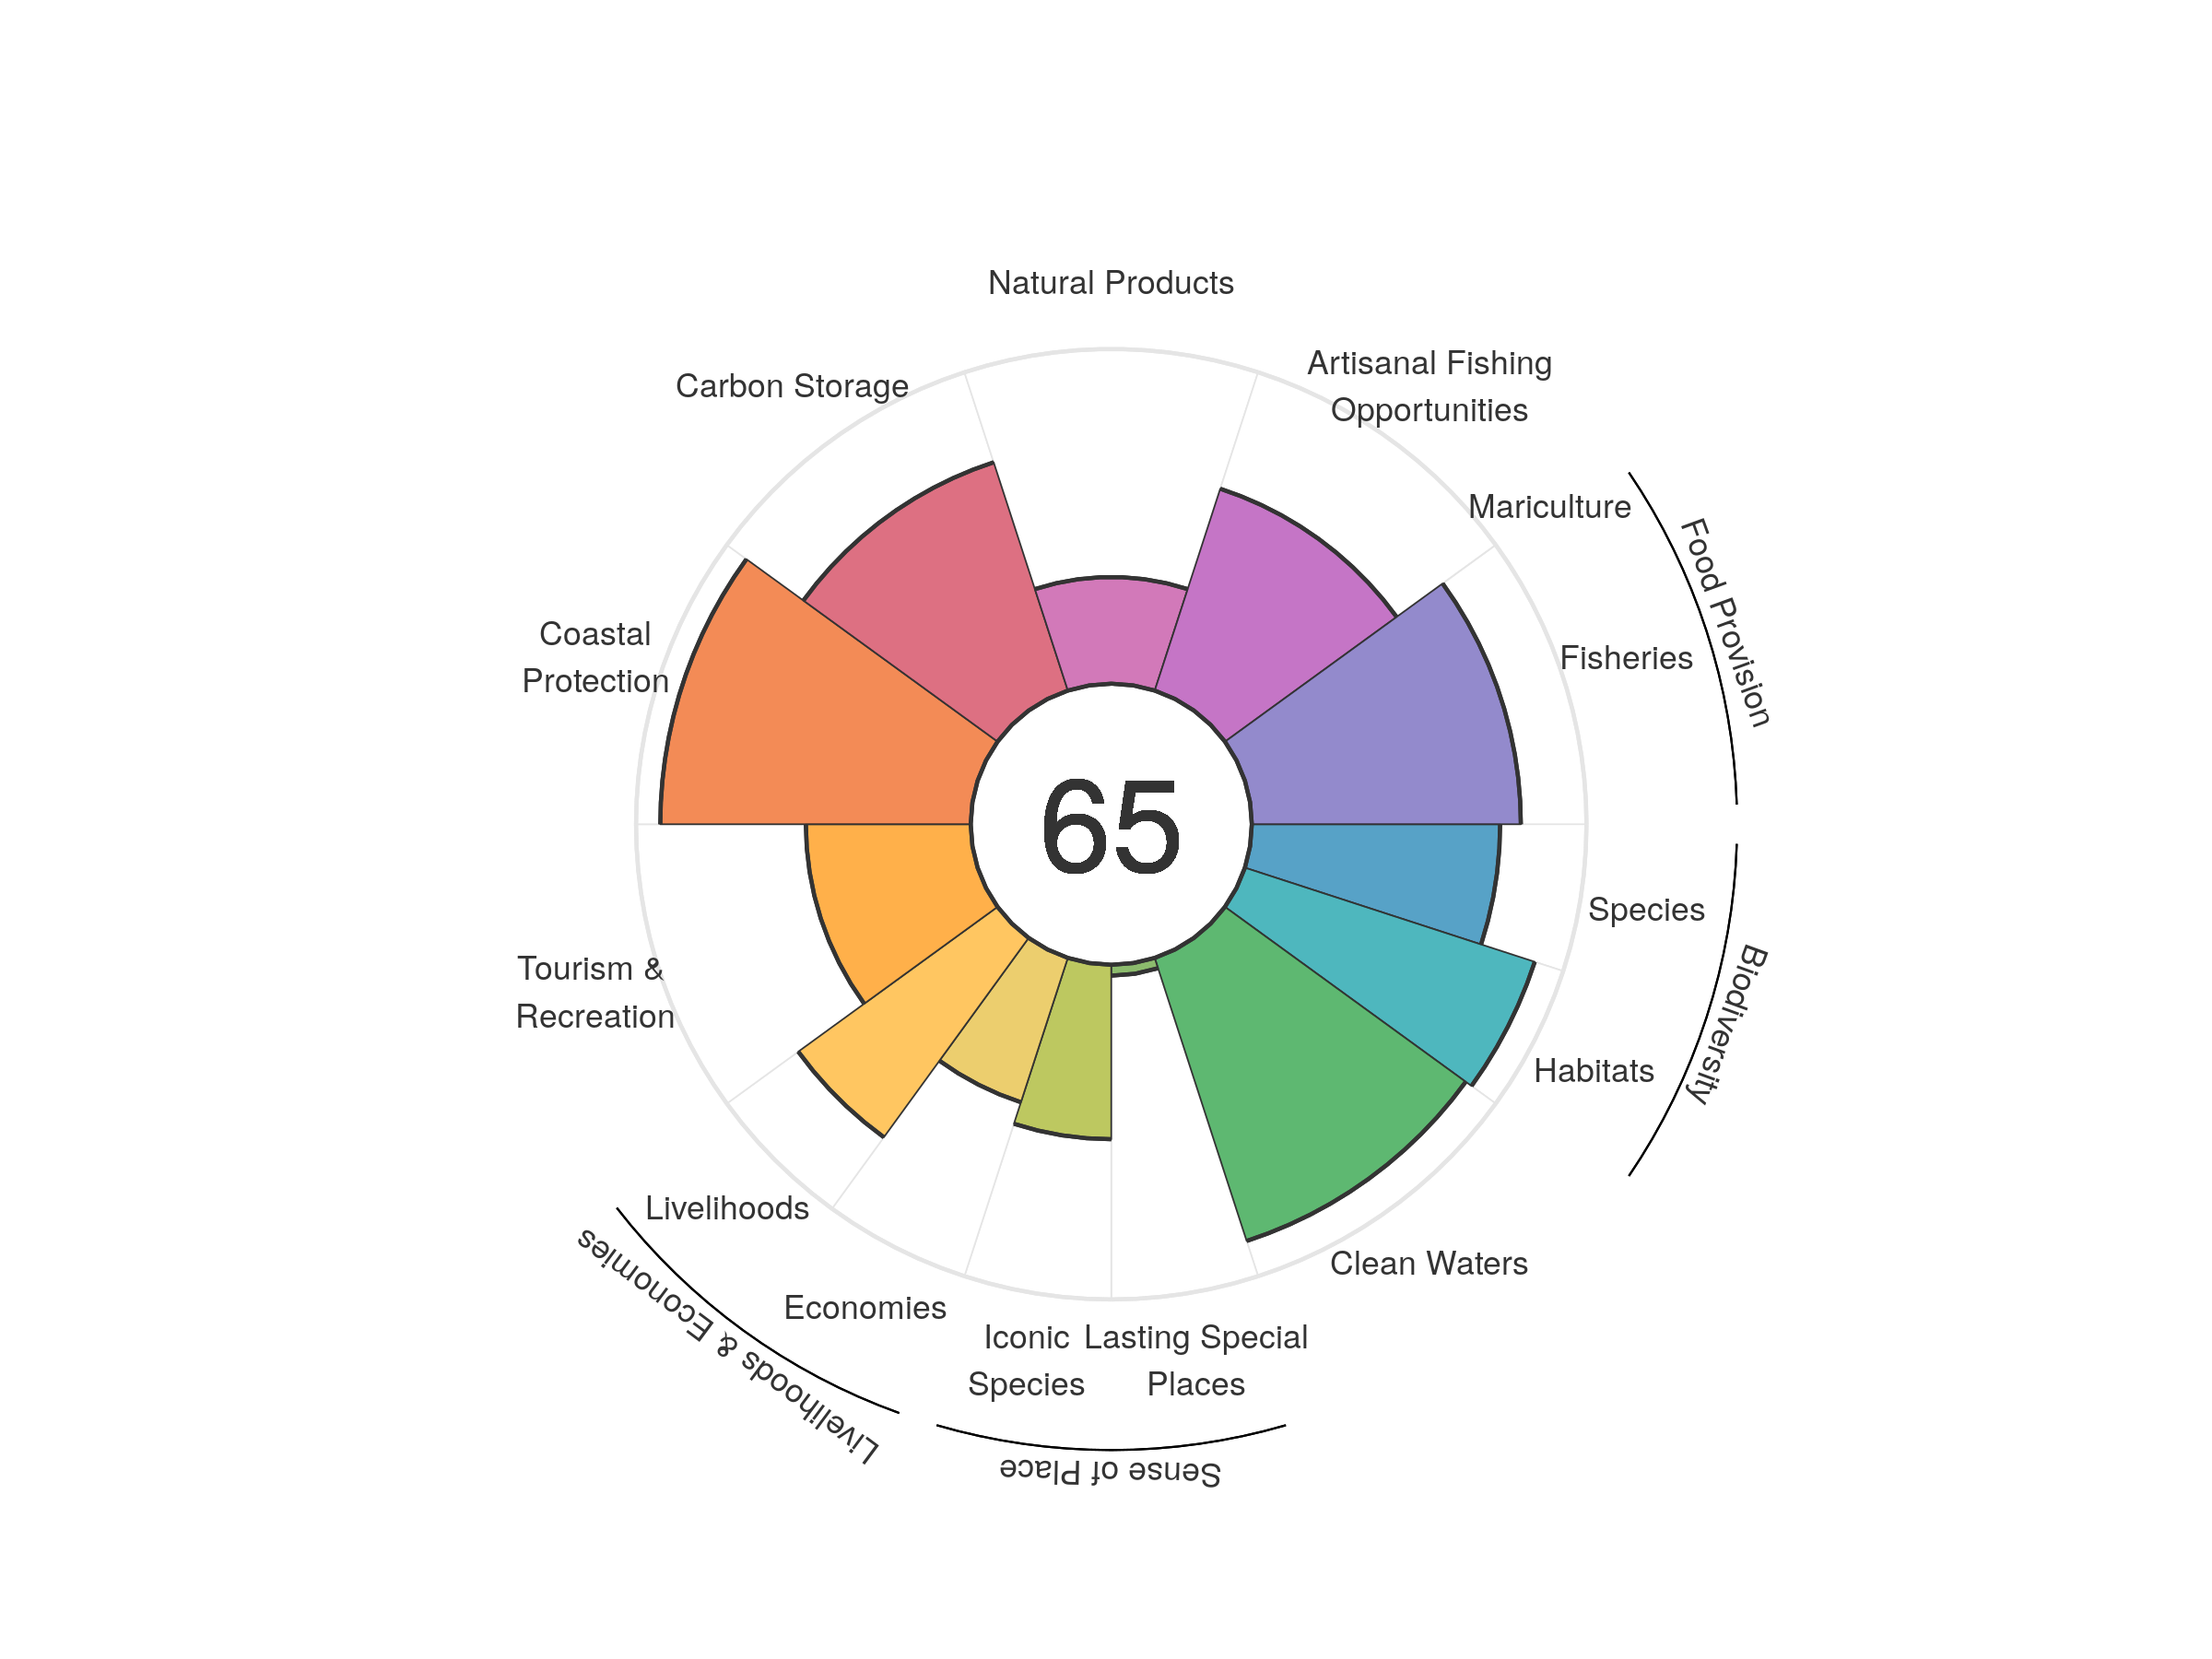 Natural Products
Artisanal Fishing
Opportunities
Carbon Storage
Mariculture
Food Provision
Fisheries
Coastal
Protection
65
Species
Biodiversity
Tourism &
Recreation
Habitats
Livelihoods
Clean Waters
Economies
Livelihoods & Economies
Iconic
Species
Lasting Special
Places
Sense of Place